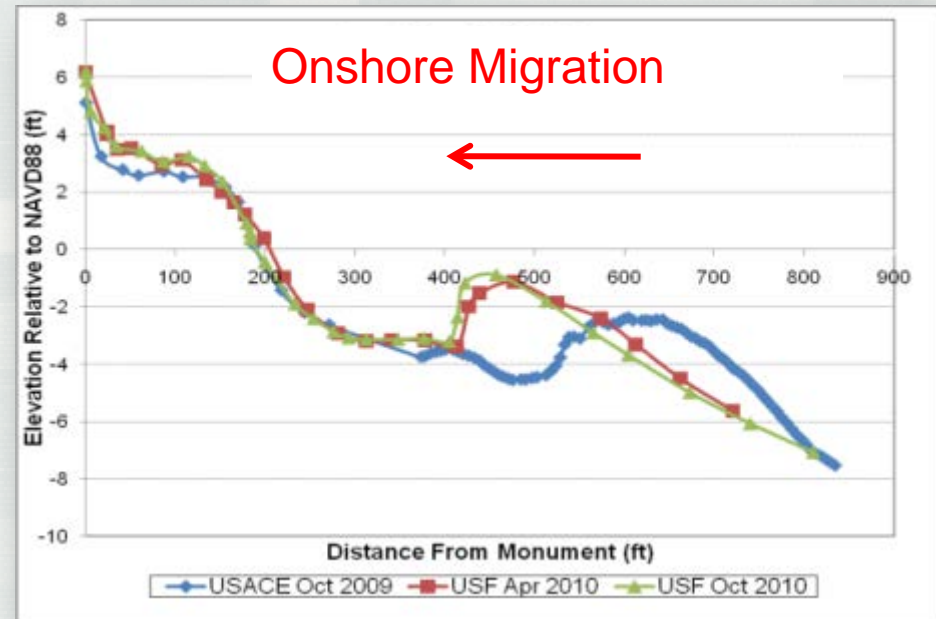 Onshore Migration
8
6
4
2
0
-2
-4
-6
-8
-10
0 100 200 300 400 500 600 700 800 900
Elevation Relative to NAVD88 (ft)
Distance From Monument (ft)
USACE Oct 2009 USF Apr 2010 USF Oct 2010